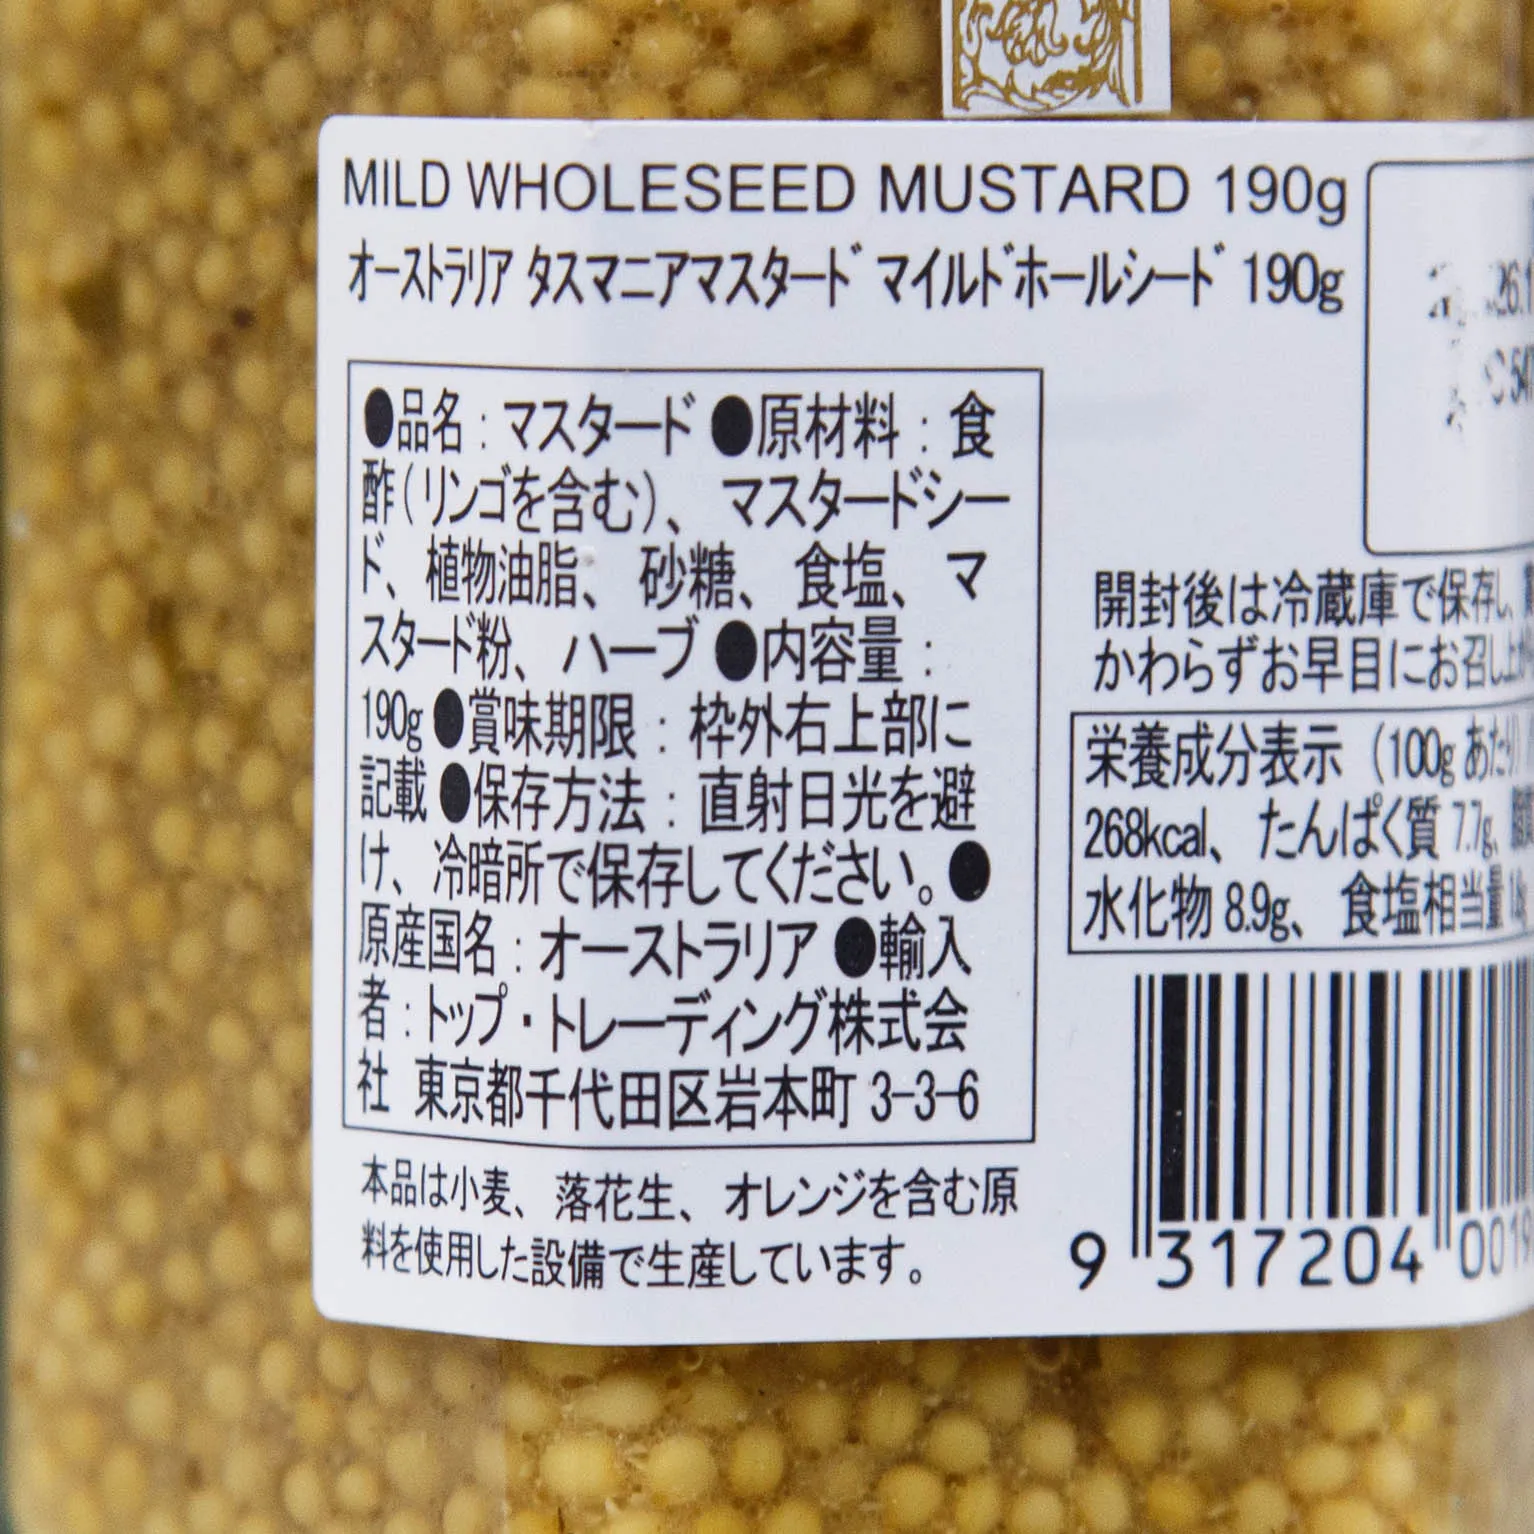 MILD WHOLESEED MUSTARD 190g
オーストラリア タスマニアマスタード マイルドホールシード 190g
●品名：マスタード ●原材料：食
酢（リンゴを含む）、マスタードシー
ド、植物油脂、砂糖、食塩、マ
スタード粉、ハーブ ●内容量：
190g ●賞味期限：枠外右上部に
記載 ●保存方法：直射日光を避
け、冷暗所で保存してください。●
原産国名：オーストラリア ●輸入
者：トップ・トレーディング株式会
社 東京都千代田区岩本町 3-3-6
本品は小麦、落花生、オレンジを含む原
料を使用した設備で生産しています。
開封後は冷蔵庫で保存し、
かわらずお早目にお召し上
栄養成分表示（100gあたり）
268kcal、たんぱく質 7.7g、
水化物 8.9g、食塩相当量
9 317204 001